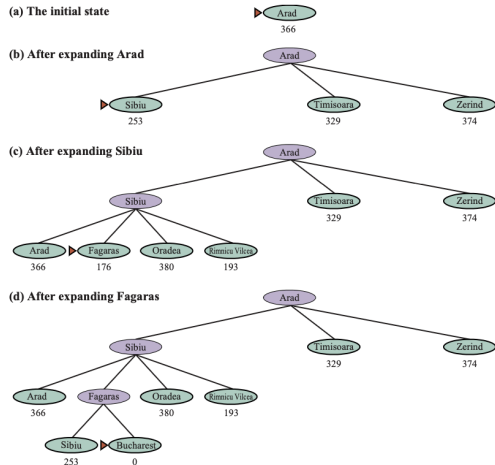 (a) The initial state
Arad
366
(b) After expanding Arad
Arad
Sibiu
Timisoara
Zerind
253
329
374
(c) After expanding Sibiu
Arad
Sibiu
Timisoara
Zerind
329
374
Arad
Fagaras
Oradea
Rimnicu Vilcea
366
176
380
193
(d) After expanding Fagaras
Arad
Sibiu
Timisoara
Zerind
329
374
Arad
Fagaras
Oradea
Rimnicu Vilcea
366
380
193
Sibiu
Bucharest
253
0